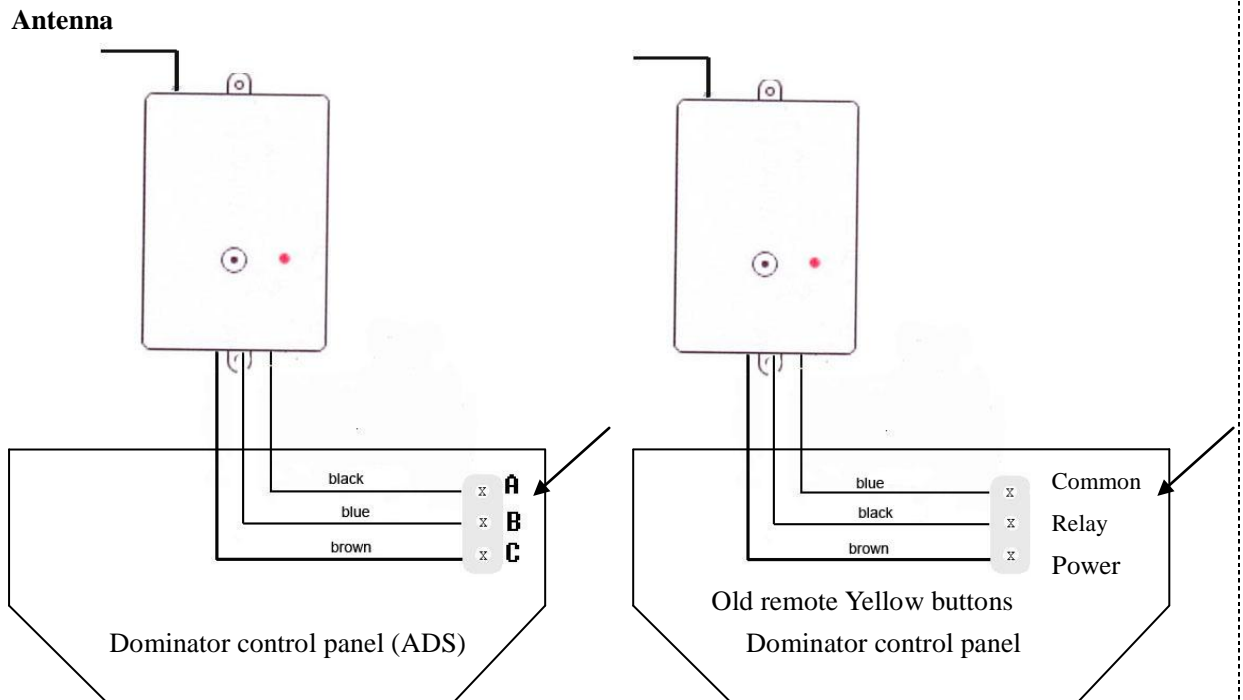 Antenna
black
x A
blue
x B
brown
x C
Dominator control panel (ADS)
blue
x Common
black
x Relay
brown
x Power
Old remote Yellow buttons
Dominator control panel